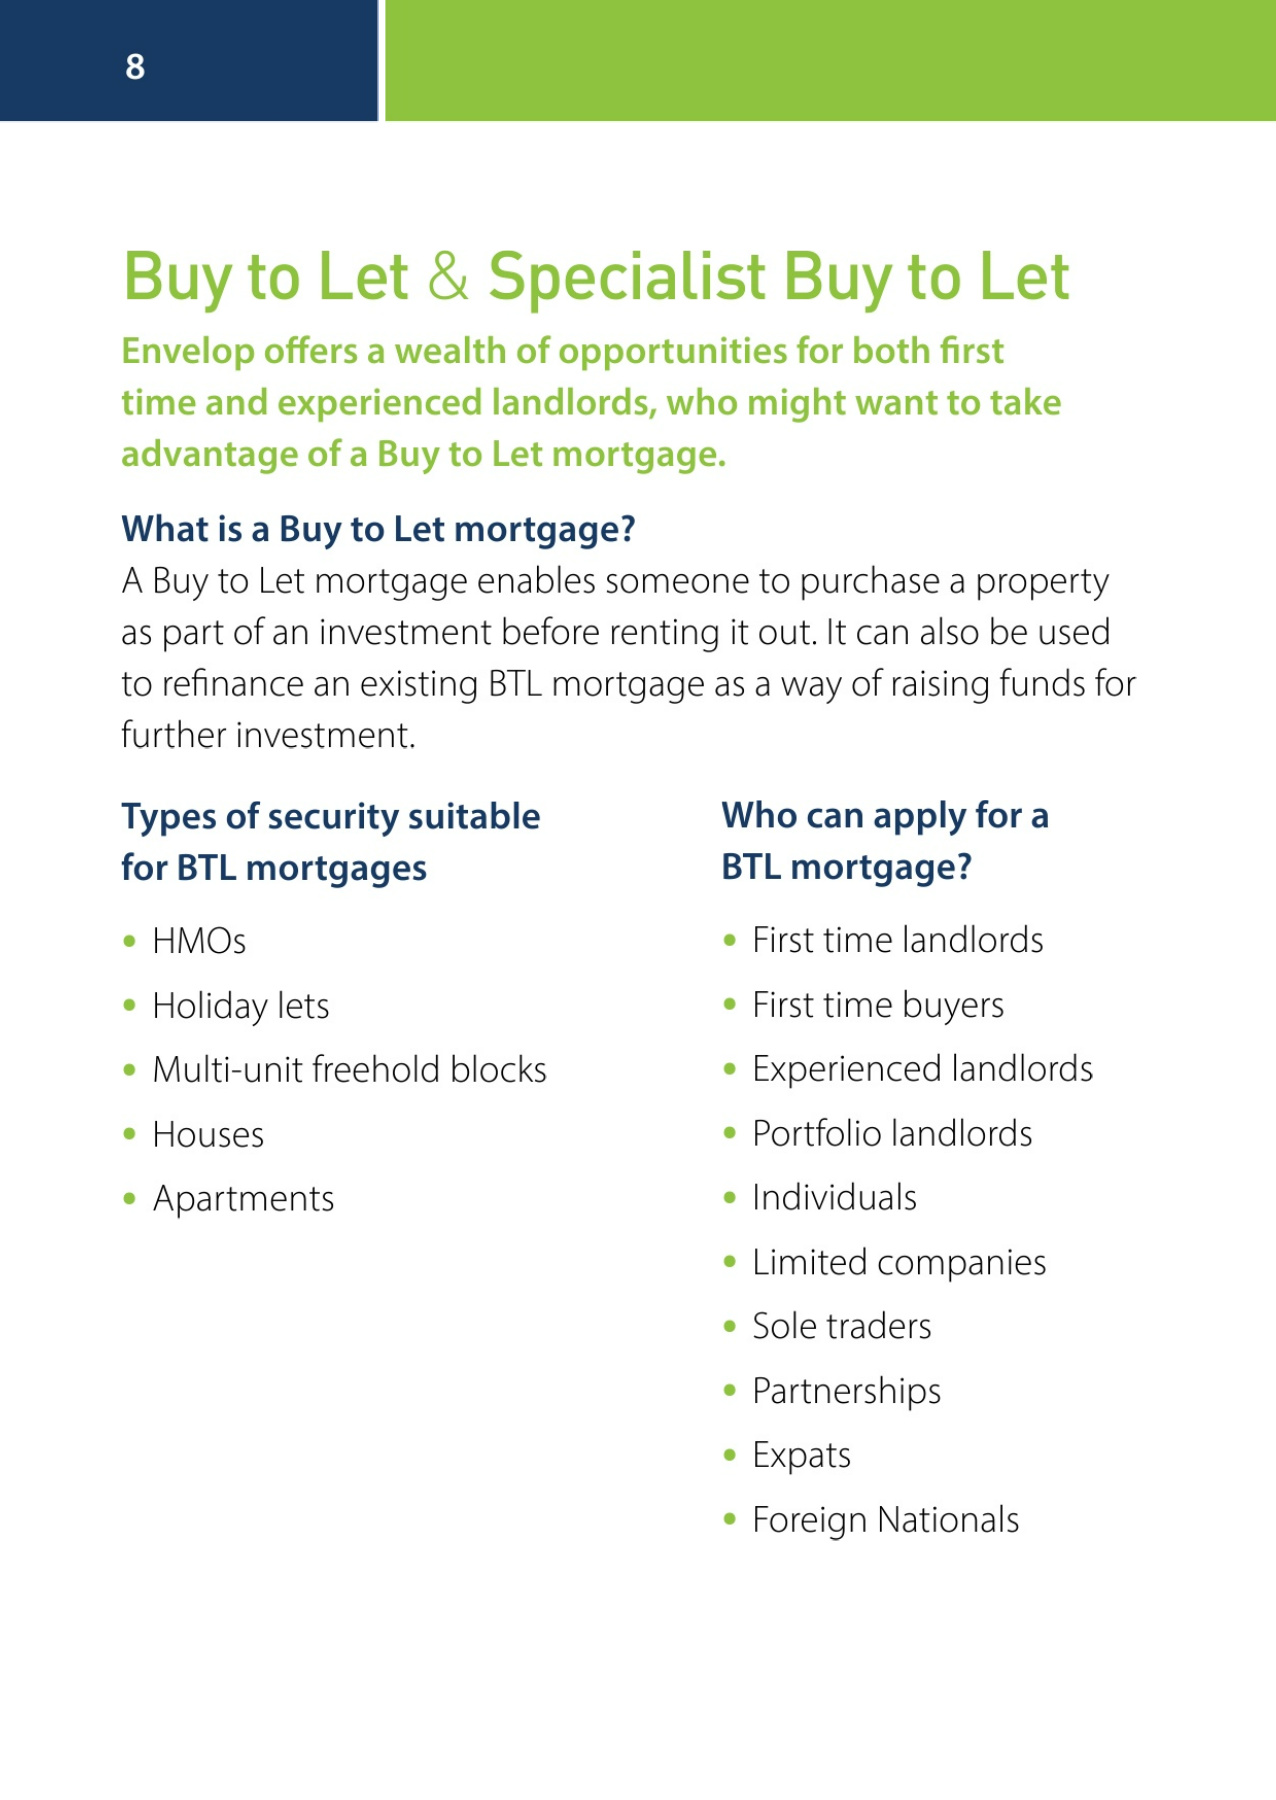 8
Buy to Let & Specialist Buy to Let
Envelop offers a wealth of opportunities for both first
time and experienced landlords, who might want to take
advantage of a Buy to Let mortgage.
What is a Buy to Let mortgage?
A Buy to Let mortgage enables someone to purchase a property
as part of an investment before renting it out. It can also be used
to refinance an existing BTL mortgage as a way of raising funds for
further investment.
Types of security suitable
for BTL mortgages
• HMOs
• Holiday lets
• Multi-unit freehold blocks
• Houses
• Apartments
Who can apply for a
BTL mortgage?
• First time landlords
• First time buyers
• Experienced landlords
• Portfolio landlords
• Individuals
• Limited companies
• Sole traders
• Partnerships
• Expats
• Foreign Nationals